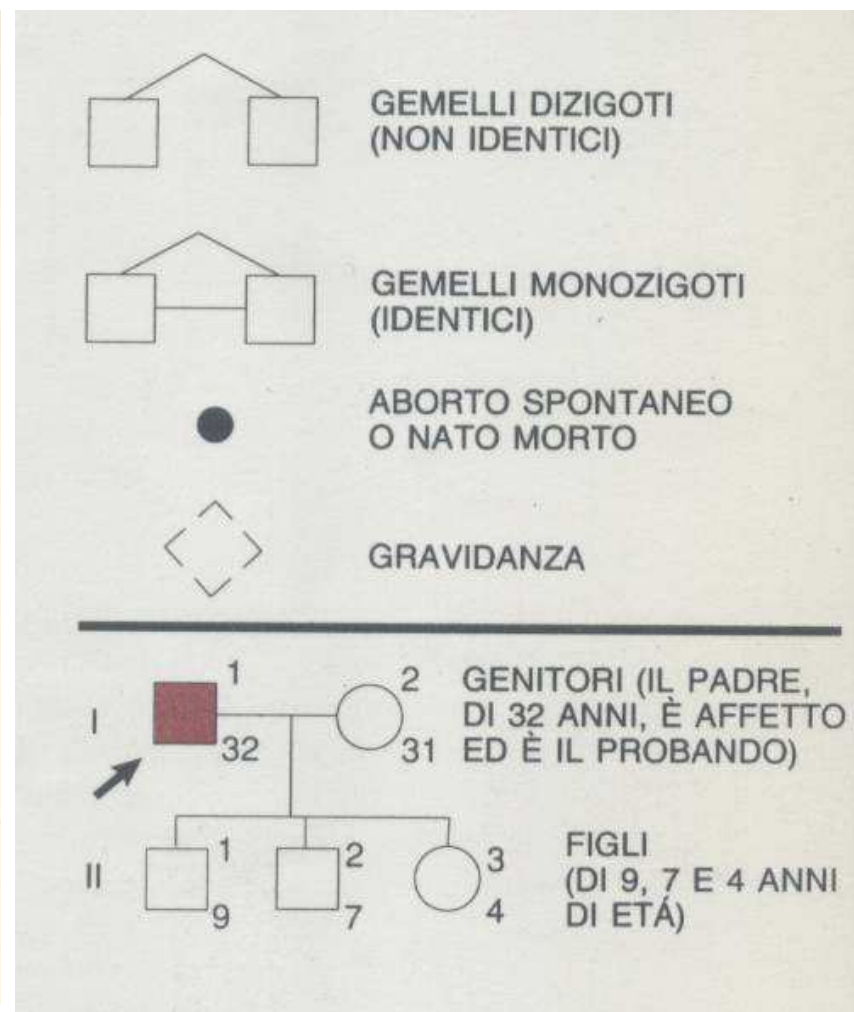 GEMELLI DIZIGOTI
(NON IDENTICI)
GEMELLI MONOZIGOTI
(IDENTICI)
ABORTO SPONTANEO
O NATO MORTO
GRAVIDANZA
I
1
32
2
31
GENITORI (IL PADRE,
DI 32 ANNI, È AFFETTO
ED È IL PROBANDO)
II
1
9
2
7
3
4
FIGLI
(DI 9, 7 E 4 ANNI
DI ETÁ)